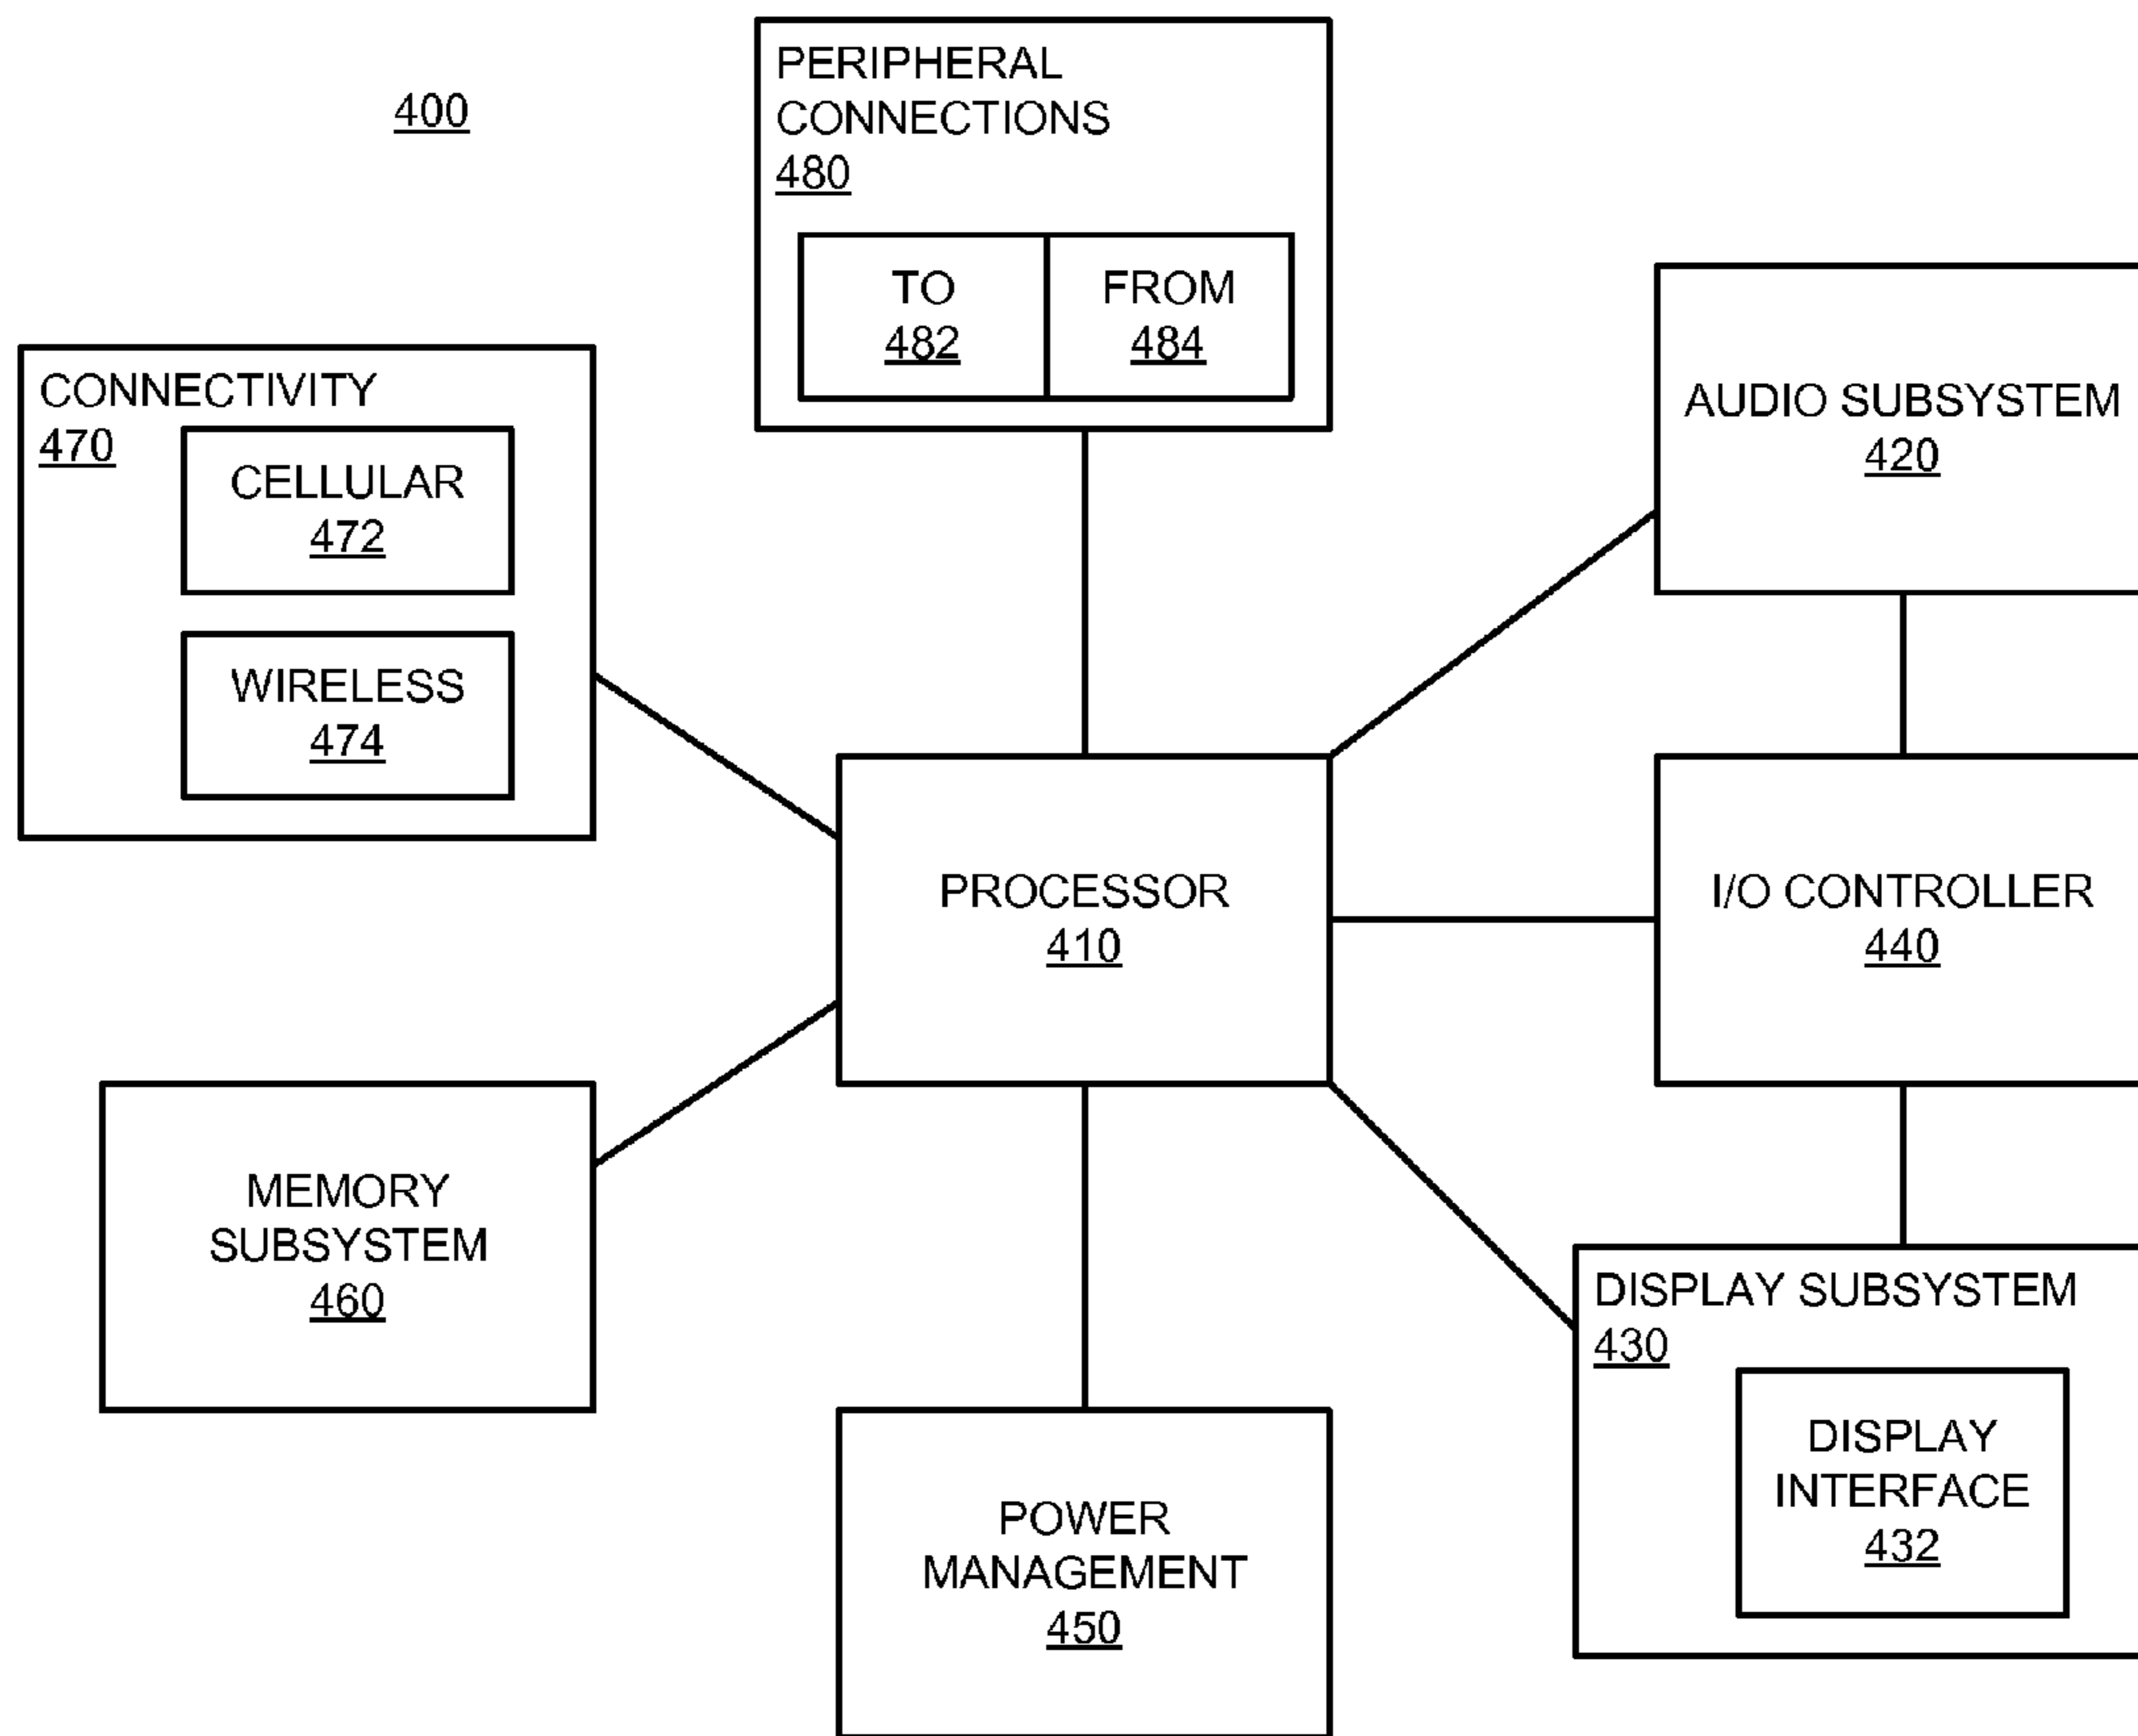 400
PERIPHERAL
CONNECTIONS
480
TO
482
FROM
484
CONNECTIVITY
470
CELLULAR
472
WIRELESS
474
AUDIO SUBSYSTEM
420
PROCESSOR
410
I/O CONTROLLER
440
MEMORY
SUBSYSTEM
460
DISPLAY SUBSYSTEM
430
DISPLAY
INTERFACE
432
POWER
MANAGEMENT
450